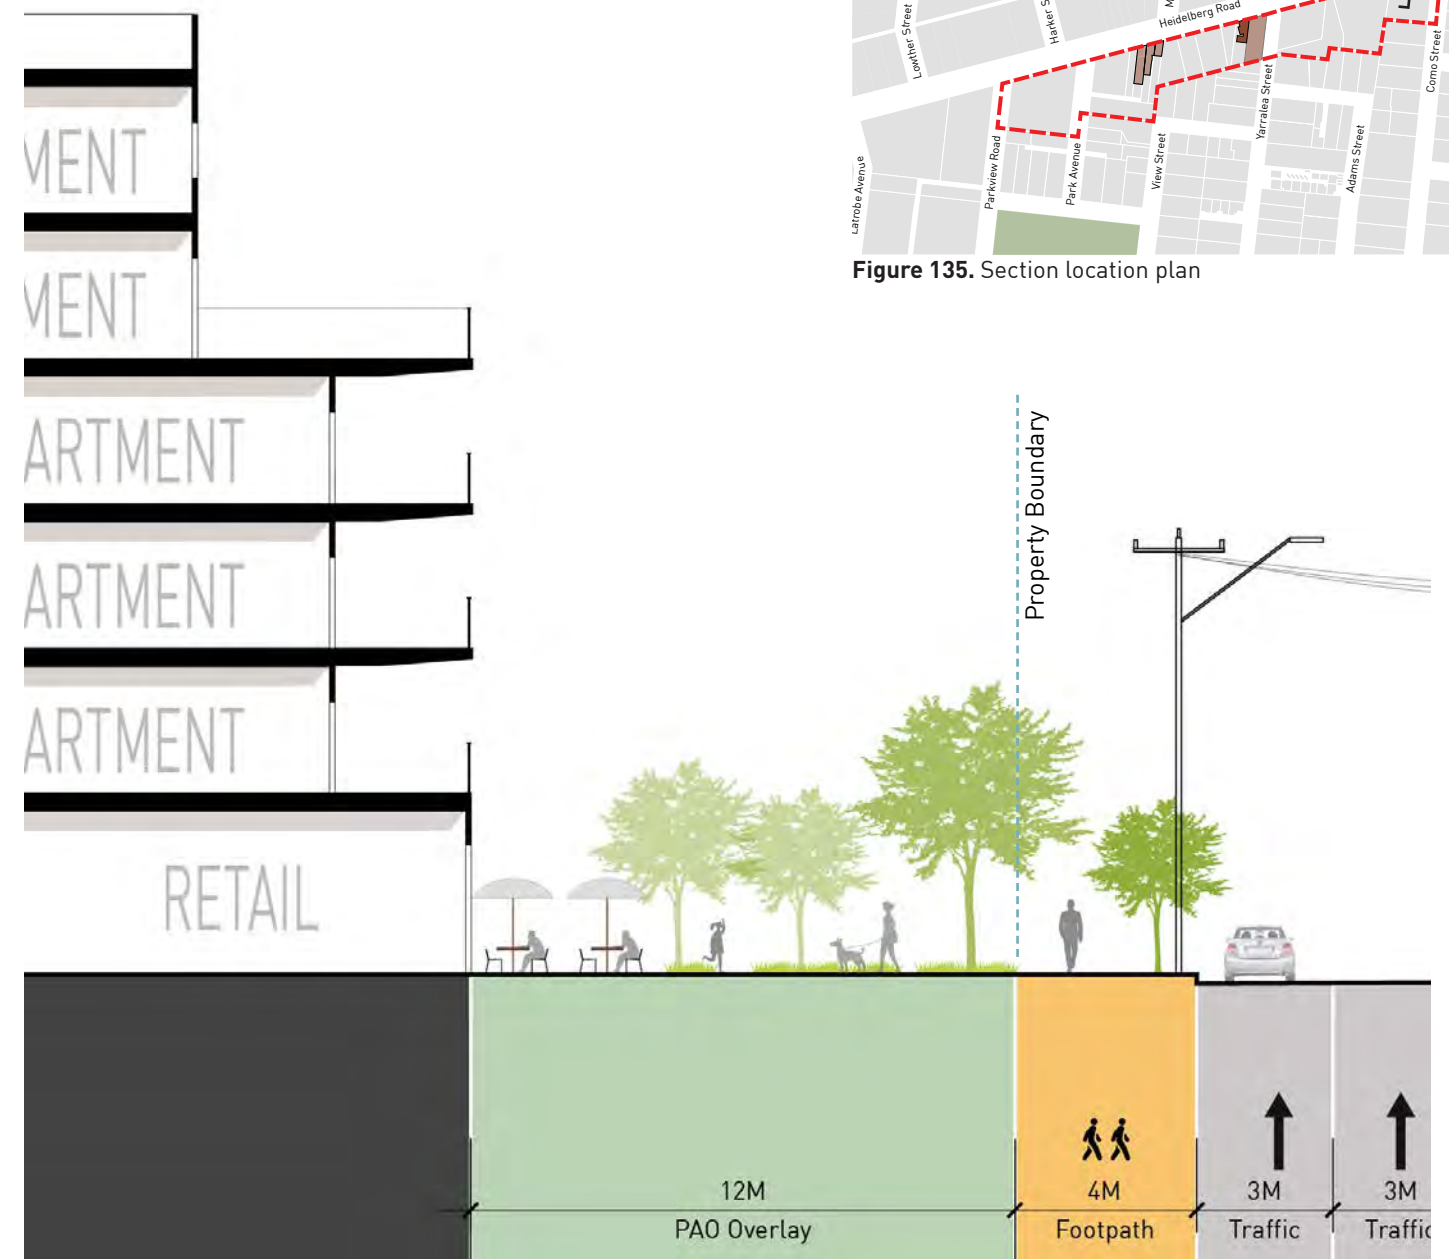 Lowther Street
Harker S
M
Heidelberg Road
Como Street
Yarralea Street
Adams Street
View Street
Park Avenue
Parkview Road
Latrobe Avenue
Figure 135. Section location plan
MENT
MENT
ARTMENT
ARTMENT
ARTMENT
RETAIL
Property Boundary
12M
4M
3M
3M
PAO Overlay
Footpath
Traffic
Traffic